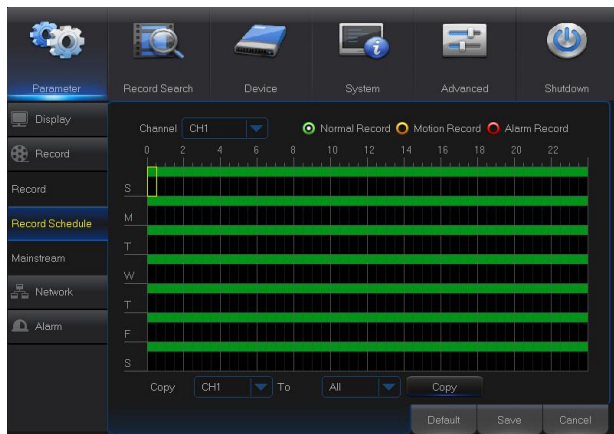 Parameter Record Search Device System Advanced Shutdown
Display
Record
Record
Record Schedule
Mainstream
Network
Alarm
Channel CH1 Normal Record Motion Record Alarm Record
0 2 4 6 8 10 12 14 16 18 20 22
S
M
T
W
T
F
S
Copy CH1 To All Copy
Default Save Cancel